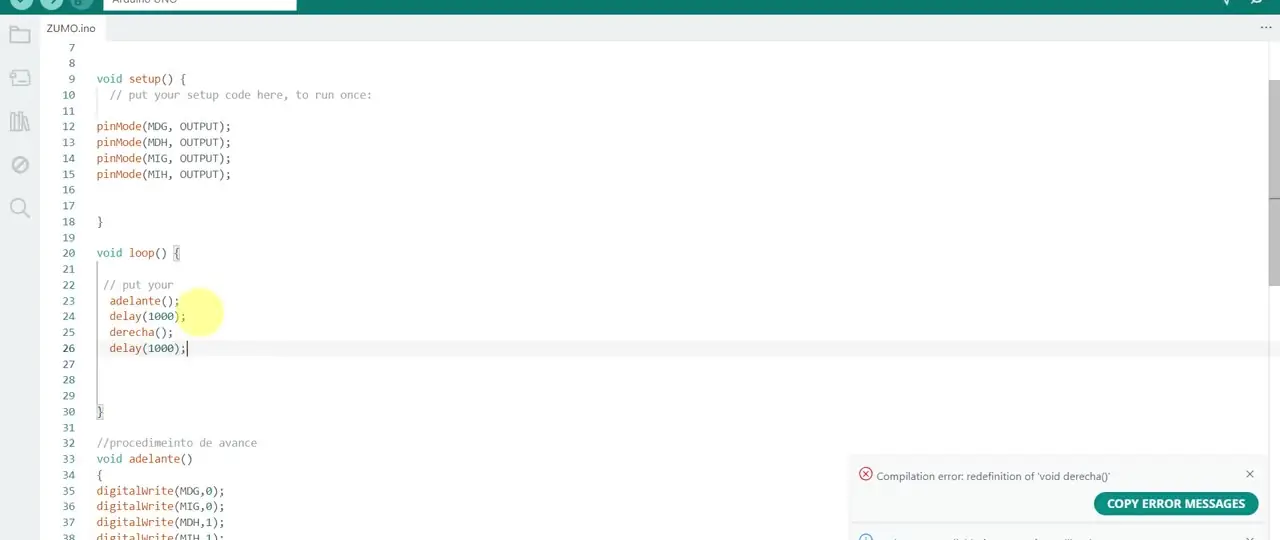 Arduino UNO
ZUMO.ino
7
8
9 void setup() {
10 // put your setup code here, to run once:
11
12 pinMode(MDG, OUTPUT);
13 pinMode(MDH, OUTPUT);
14 pinMode(MIG, OUTPUT);
15 pinMode(MIH, OUTPUT);
16
17
18 }
19
20 void loop() {
21
22 // put your
23 adelante();
24 delay(1000);
25 derecha();
26 delay(1000);
27
28
29
30 }
31
32 //procedimeinto de avance
33 void adelante()
34 {
35 digitalWrite(MDG,0);
36 digitalWrite(MIG,0);
37 digitalWrite(MDH,1);
38 digitalWrite(MIH,1);
Compilation error: redefinition of 'void derecha()'
COPY ERROR MESSAGES